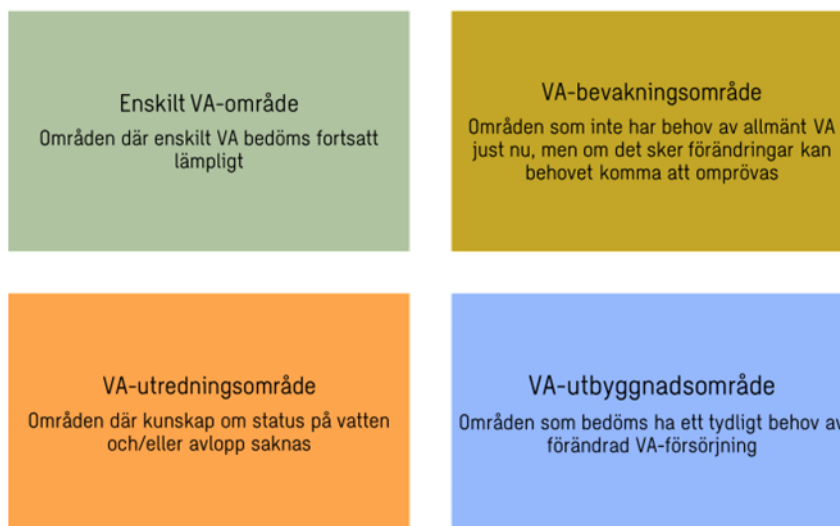 Enskilt VA-område
Områden där enskilt VA bedöms fortsatt
lämpligt
VA-bevakningsområde
Områden som inte har behov av allmänt VA
just nu, men om det sker förändringar kan
behovet komma att omprövas
VA-utredningsområde
Områden där kunskap om status på vatten
och/eller avlopp saknas
VA-utbyggnadsområde
Områden som bedöms ha ett tydligt behov av
förändrad VA-försörjning